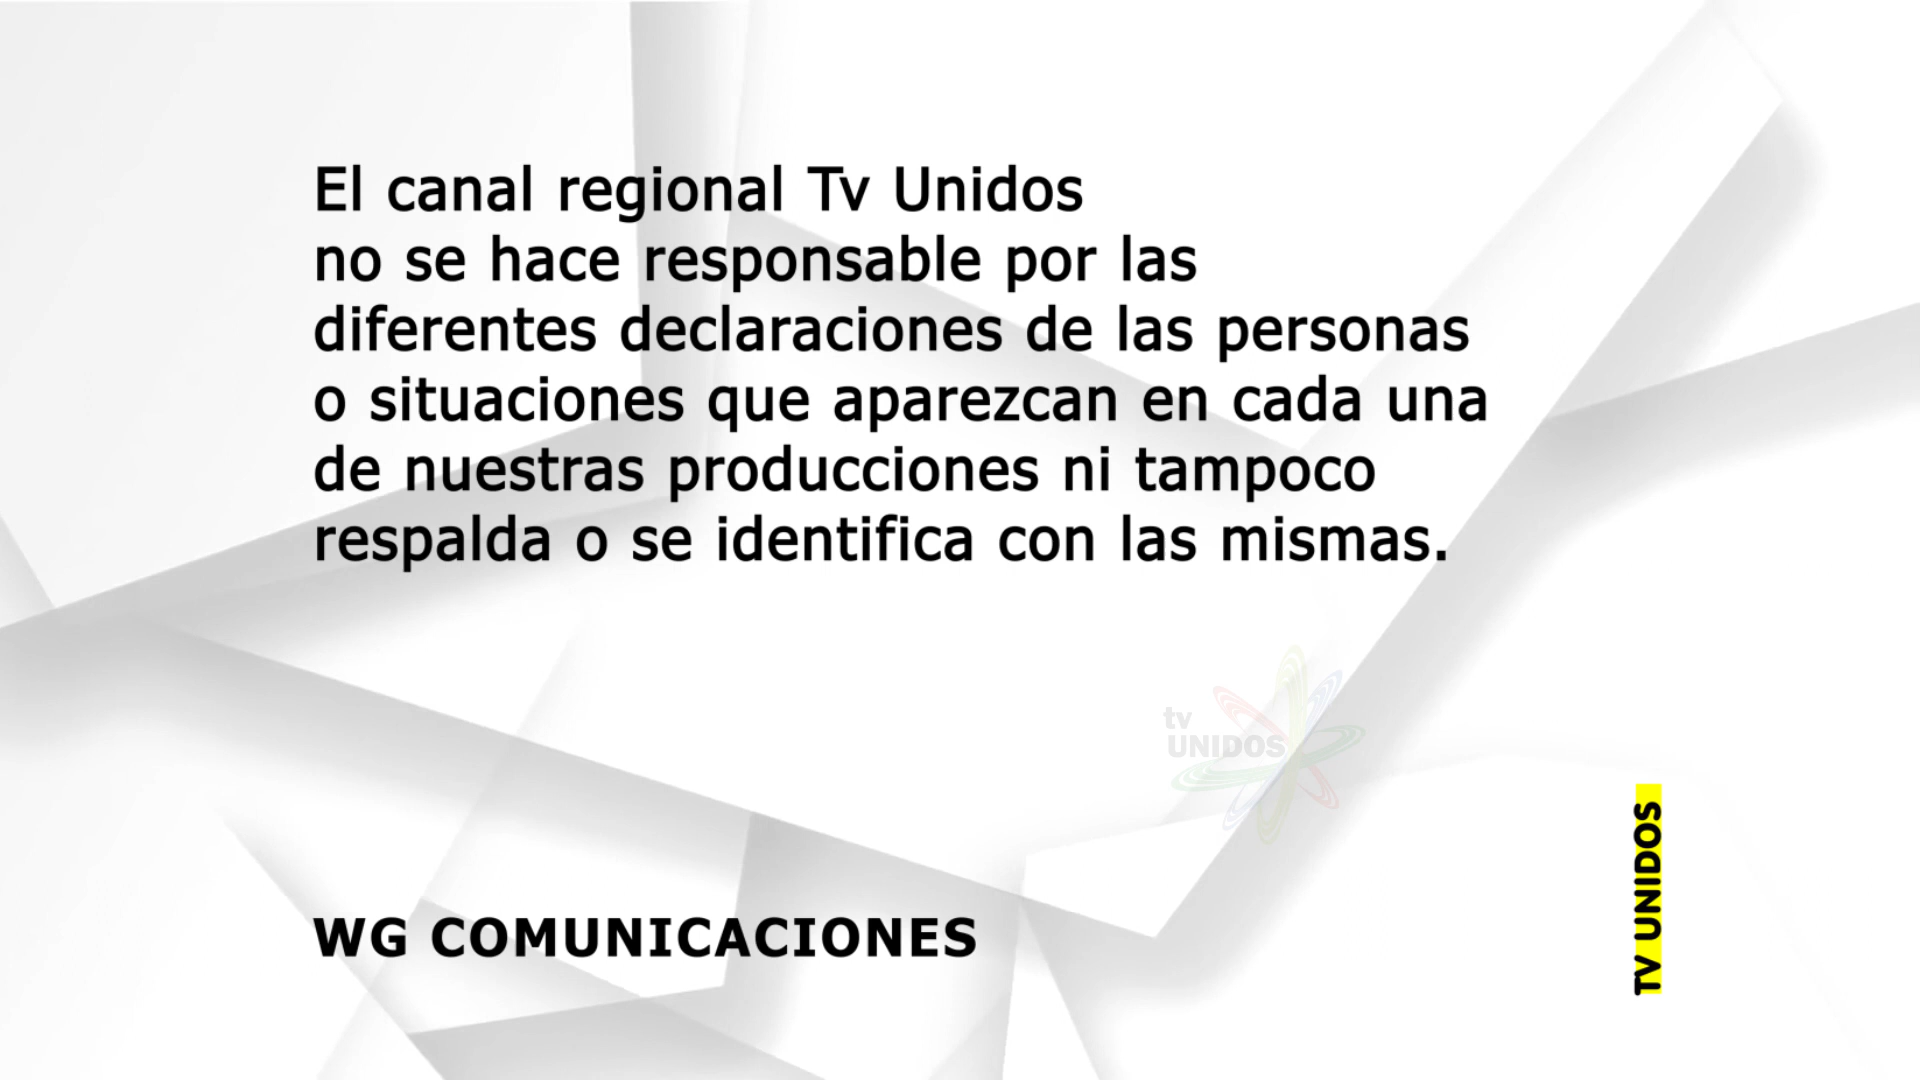 El canal regional Tv Unidos
no se hace responsable por las
diferentes declaraciones de las personas
o situaciones que aparezcan en cada una
de nuestras producciones ni tampoco
respalda o se identifica con las mismas.
tv
UNIDOS
WG COMUNICACIONES
TV UNIDOS